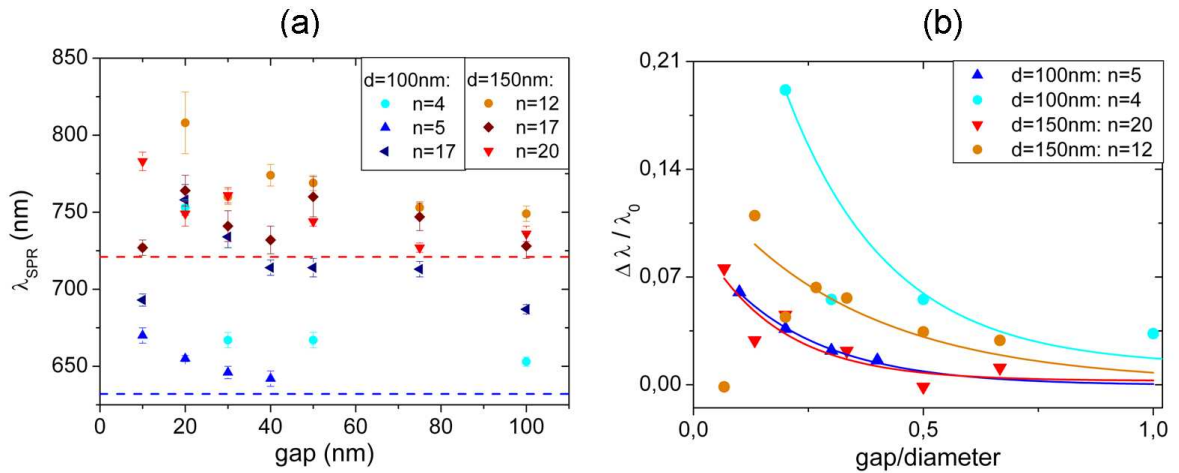 (a)
850
800
750
700
650
0 20 40 60 80 100
λSPR (nm)
gap (nm)
d=100nm: d=150nm:
n=4 n=12
n=5 n=17
n=17 n=20
(b)
0,21
0,14
0,07
0,00
0,0 0,5 1,0
Δ λ / λ0
gap/diameter
d=100nm: n=5
d=100nm: n=4
d=150nm: n=20
d=150nm: n=12